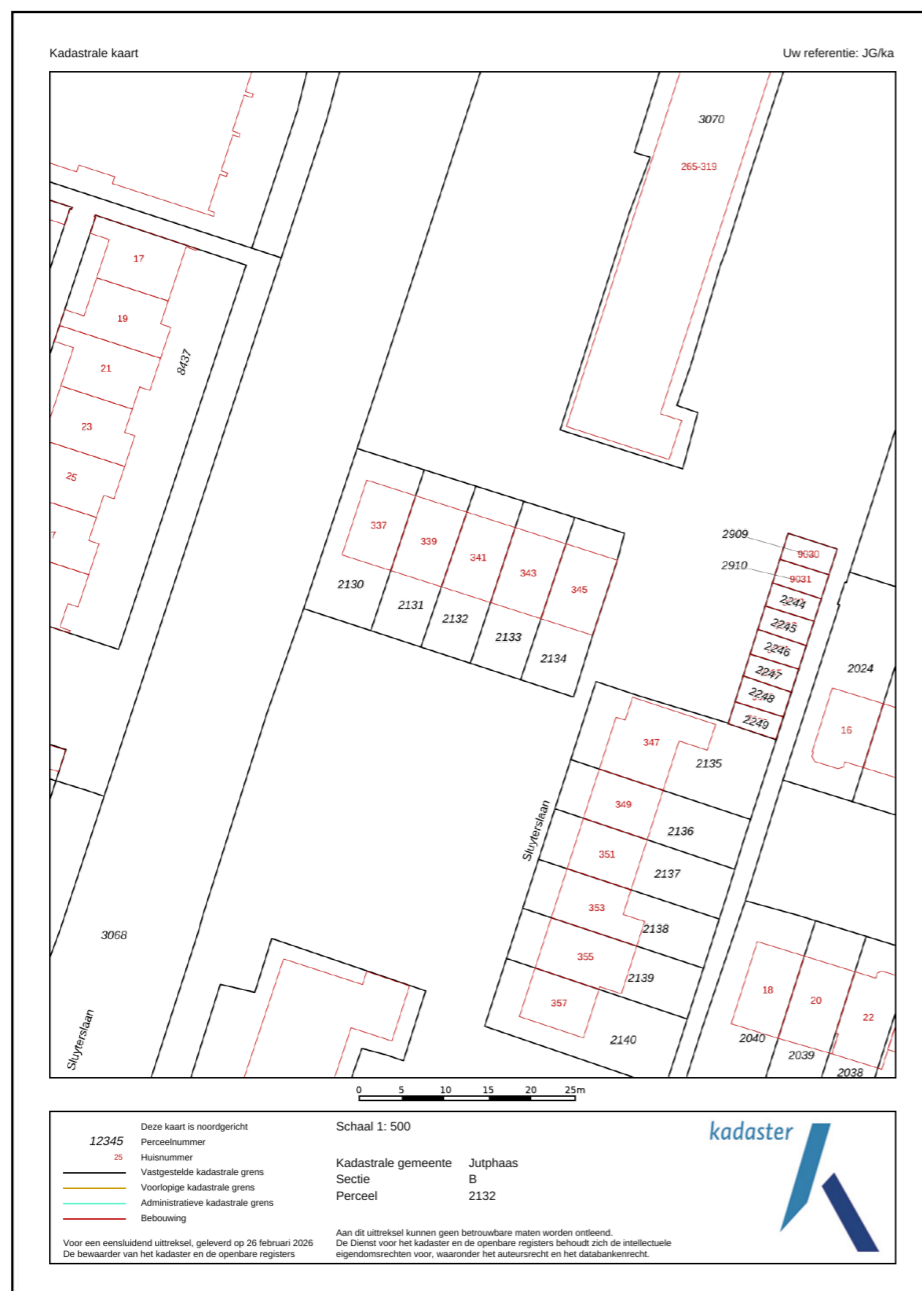 Kadastrale kaart
Uw referentie: JG/ka
3070
265-319
17
19
21
8437
23
25
7
337
339
341
343
345
2130
2131
2132
2133
2134
2909
2910
9030
9031
2244
2245
2246
2247
2248
2249
2024
16
347
2135
349
2136
351
2137
353
2138
355
2139
357
2140
Sluyterslaan
3068
Sluyterslaan
18
20
22
2040
2039
2038
0 5 10 15 20 25m
Deze kaart is noordgericht
12345 Perceelnummer
25 Huisnummer
Vastgestelde kadastrale grens
Voorlopige kadastrale grens
Administratieve kadastrale grens
Bebouwing
Voor een eensluidend uittreksel, geleverd op 26 februari 2026
De bewaarder van het kadaster en de openbare registers
Schaal 1: 500
Kadastrale gemeente Jutphaas
Sectie B
Perceel 2132
Aan dit uittreksel kunnen geen betrouwbare maten worden ontleend.
De Dienst voor het kadaster en de openbare registers behoudt zich de intellectuele
eigendomsrechten voor, waaronder het auteursrecht en het databankenrecht.
kadaster